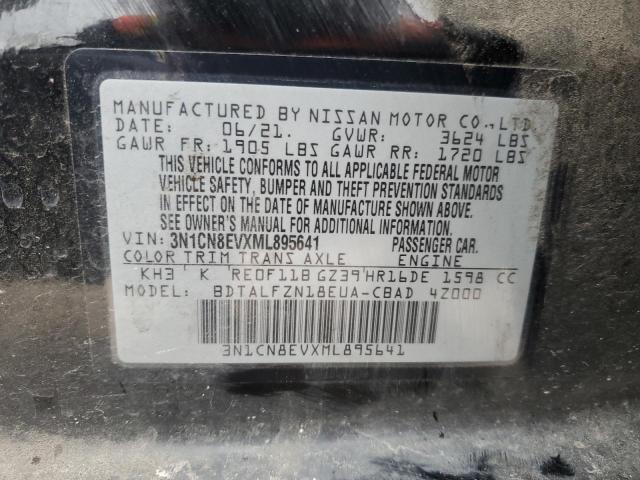 MANUFACTURED BY NISSAN MOTOR CO., LTD.
DATE: 06/21. GVWR: 3624 LBS
GAWR FR: 1905 LBS GAWR RR: 1720 LBS
THIS VEHICLE CONFORMS TO ALL APPLICABLE FEDERAL MOTOR
VEHICLE SAFETY, BUMPER AND THEFT PREVENTION STANDARDS
IN EFFECT ON THE DATE OF MANUFACTURE SHOWN ABOVE.
SEE OWNER'S MANUAL FOR ADDITIONAL INFORMATION.
VIN: 3N1CN8EVXML895641 PASSENGER CAR.
COLOR TRIM TRANS AXLE ENGINE
KH3 K RE0F11B GZ39 HR16DE 1598 CC
MODEL: BDTALFZN18EUA-CBAD 4Z000
3N1CN8EVXML895641